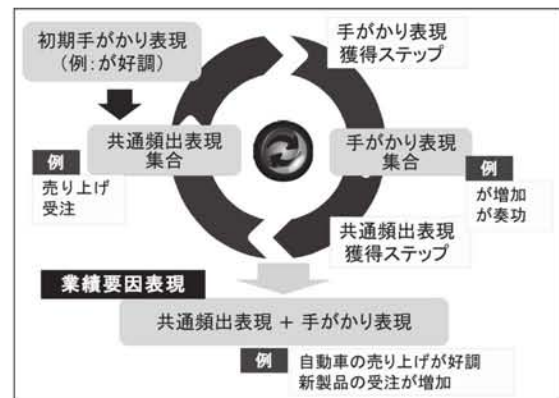 初期手がかり表現
(例:が好調)
手がかり表現
獲得ステップ
共通頻出表現
集合
手がかり表現
集合
例
売り上げ
受注
例
が増加
が奏功
共通頻出表現
獲得ステップ
業績要因表現
共通頻出表現 + 手がかり表現
例
自動車の売り上げが好調
新製品の受注が増加